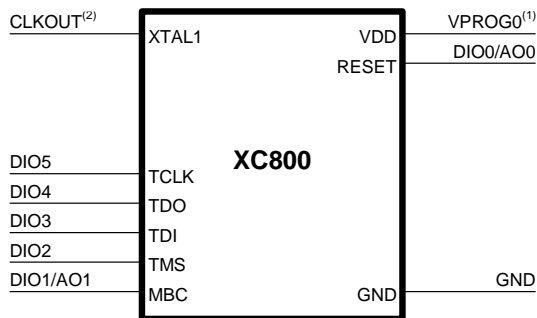 CLKOUT(2) XTAL1 VDD VPROG0(1)
RESET DIO0/AO0
XC800
DIO5 TCLK
DIO4 TDO
DIO3 TDI
DIO2 TMS
DIO1/AO1 MBC GND GND